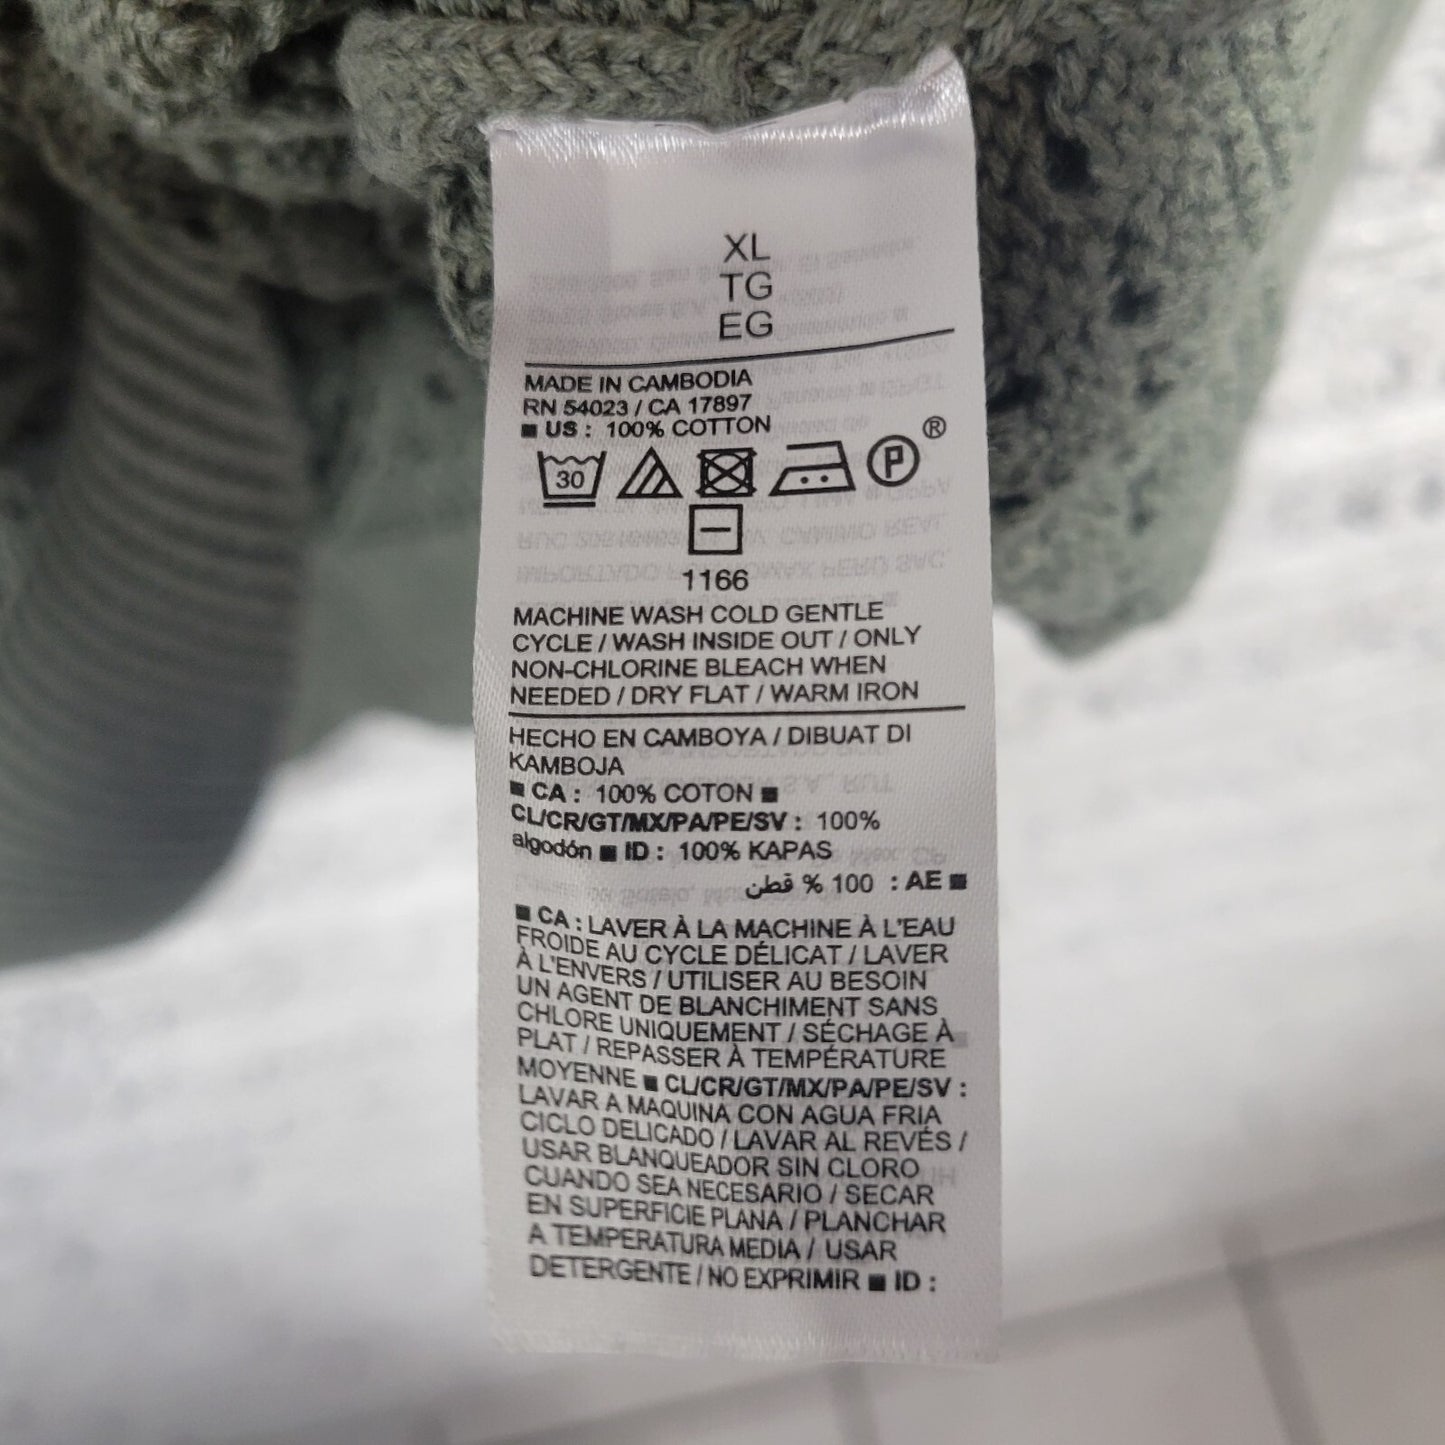 XL
TG
EG
MADE IN CAMBODIA
RN 54023 / CA 17897
■ US : 100% COTTON
30 P ®
1166
MACHINE WASH COLD GENTLE
CYCLE / WASH INSIDE OUT / ONLY
NON-CHLORINE BLEACH WHEN
NEEDED / DRY FLAT / WARM IRON
HECHO EN CAMBOYA / DIBUAT DI
KAMBOJA
■ CA : 100% COTON ■
CL/CR/GT/MX/PA/PE/SV : 100%
algodón ■ ID : 100% KAPAS
■ AE : 100 % قطن
■ CA : LAVER À LA MACHINE À L'EAU
FROIDE AU CYCLE DÉLICAT / LAVER
À L'ENVERS / UTILISER AU BESOIN
UN AGENT DE BLANCHIMENT SANS
CHLORE UNIQUEMENT / SÉCHAGE À
PLAT / REPASSER À TEMPÉRATURE
MOYENNE ■ CL/CR/GT/MX/PA/PE/SV :
LAVAR A MAQUINA CON AGUA FRIA
CICLO DELICADO / LAVAR AL REVÉS /
USAR BLANQUEADOR SIN CLORO
CUANDO SEA NECESARIO / SECAR
EN SUPERFICIE PLANA / PLANCHAR
A TEMPERATURA MEDIA / USAR
DETERGENTE / NO EXPRIMIR ■ ID :